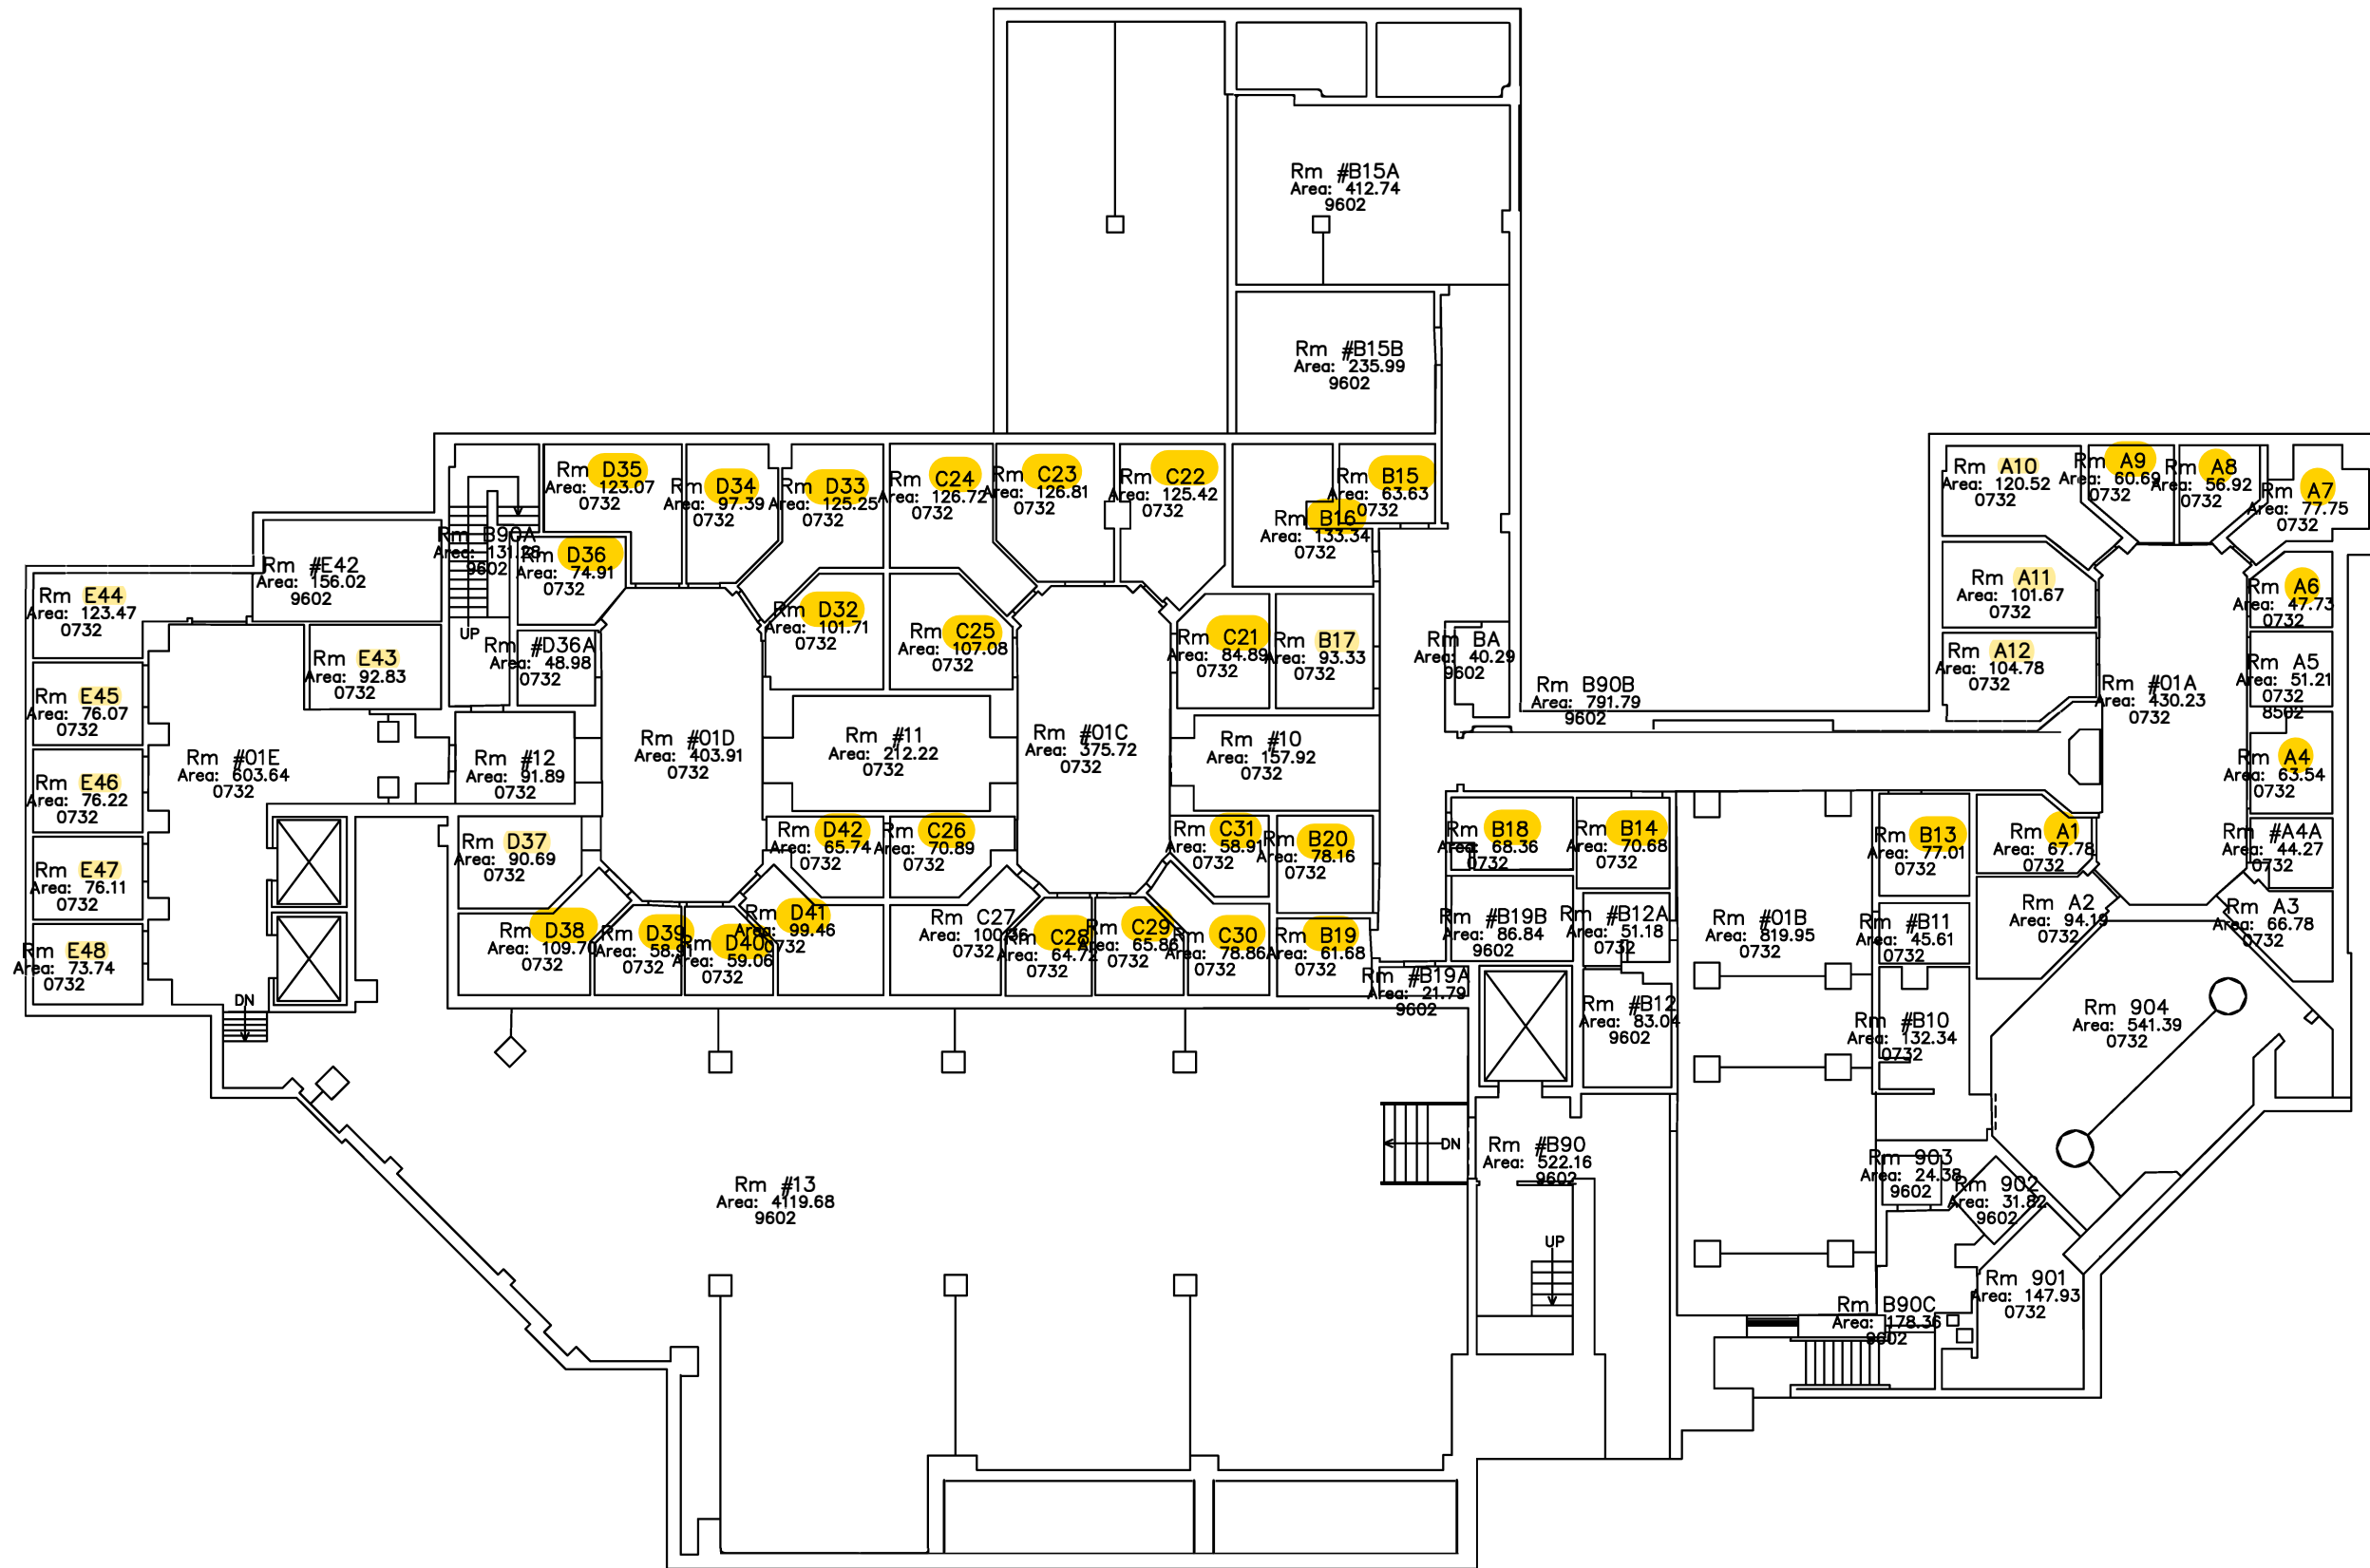 Rm #B15A
Area: 412.74
9602
Rm #B15B
Area: 235.99
9602
Rm D35
Area: 123.07
0732
Rm D34
Area: 97.39
0732
Rm D33
Area: 125.25
0732
Rm C24
Area: 126.72
0732
Rm C23
Area: 126.81
0732
Rm C22
Area: 125.42
0732
Rm B15
Area: 63.63
0732
Rm B16
Area: 133.34
0732
Rm A10
Area: 120.52
0732
Rm A9
Area: 60.69
0732
Rm A8
Area: 56.92
0732
Rm A7
Area: 77.75
0732
Rm B90A
Area: 131.28
9602
Rm D36
Area: 74.91
0732
Rm #E42
Area: 156.02
9602
Rm E44
Area: 123.47
0732
Rm A11
Area: 101.67
0732
Rm A6
Area: 47.73
0732
Rm D32
Area: 101.71
0732
Rm C25
Area: 107.08
0732
Rm C21
Area: 84.89
0732
Rm B17
Area: 93.33
0732
UP
Rm #D36A
Area: 48.98
0732
Rm E43
Area: 92.83
0732
Rm BA
Area: 40.29
9602
Rm A12
Area: 104.78
0732
Rm A5
Area: 51.21
0732
8502
Rm E45
Area: 76.07
0732
Rm B90B
Area: 791.79
9602
Rm #01A
Area: 430.23
0732
Rm #01E
Area: 603.64
0732
Rm #12
Area: 91.89
0732
Rm #01D
Area: 403.91
0732
Rm #11
Area: 212.22
0732
Rm #01C
Area: 375.72
0732
Rm #10
Area: 157.92
0732
Rm A4
Area: 63.54
0732
Rm E46
Area: 76.22
0732
Rm D37
Area: 90.69
0732
Rm D42
Area: 65.74
0732
Rm C26
Area: 70.89
0732
Rm C31
Area: 58.91
0732
Rm B20
Area: 78.16
0732
Rm B18
Area: 68.36
0732
Rm B14
Area: 70.68
0732
Rm B13
Area: 77.01
0732
Rm A1
Area: 67.78
0732
Rm #A4A
Area: 44.27
0732
Rm E47
Area: 76.11
0732
Rm D38
Area: 109.70
0732
Rm D39
Area: 58.91
0732
Rm D40
Area: 59.06
0732
Rm D41
Area: 99.46
0732
Rm C27
Area: 100.36
0732
Rm C28
Area: 64.72
0732
Rm C29
Area: 65.86
0732
Rm C30
Area: 78.86
0732
Rm B19
Area: 61.68
0732
Rm #B19B
Area: 86.84
9602
Rm #B12A
Area: 51.18
0732
Rm #01B
Area: 819.95
0732
Rm #B11
Area: 45.61
0732
Rm A2
Area: 94.19
0732
Rm A3
Area: 66.78
0732
Rm E48
Area: 73.74
0732
DN
Rm #B19A
Area: 21.79
9602
Rm #B12
Area: 83.04
9602
Rm #B10
Area: 132.34
0732
Rm 904
Area: 541.39
0732
DN
Rm #B90
Area: 522.16
9602
Rm 903
Area: 24.38
9602
Rm 902
Area: 31.82
9602
Rm #13
Area: 4119.68
9602
UP
Rm 901
Area: 147.93
0732
Rm B90C
Area: 178.36
9602